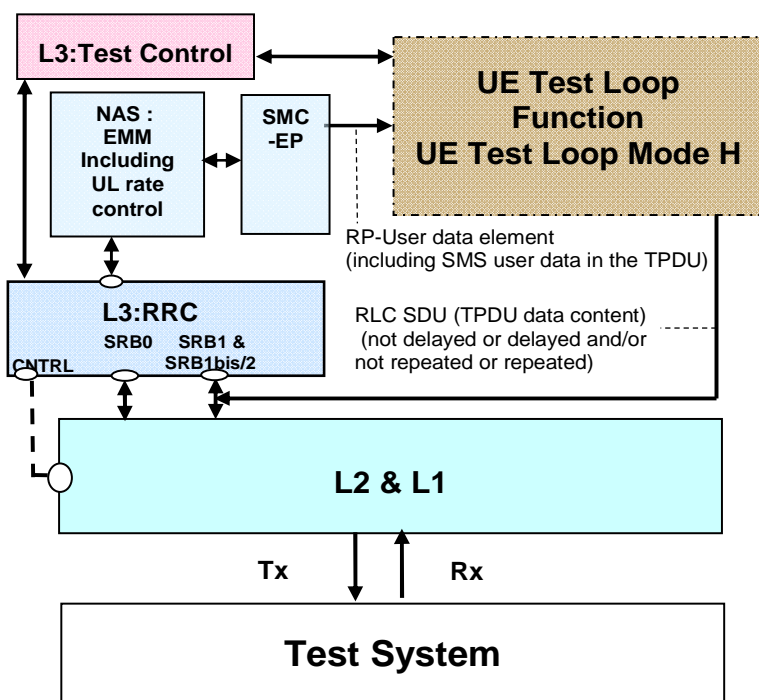 L3:Test Control
UE Test Loop
Function
UE Test Loop Mode H
NAS :
EMM
Including
UL rate
control
SMC
-EP
RP-User data element
(including SMS user data in the TPDU)
L3:RRC
SRB0
SRB1 &
SRB1bis/2
CNTRL
RLC SDU (TPDU data content)
(not delayed or delayed and/or
not repeated or repeated)
L2 & L1
Tx
Rx
Test System